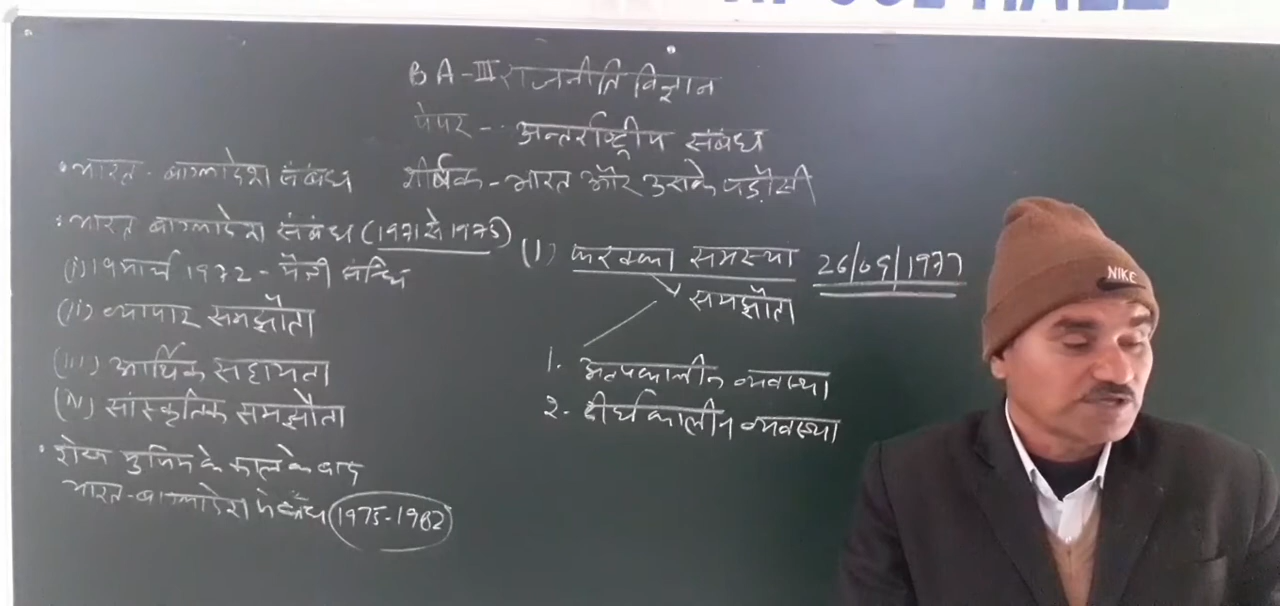 BA-III राजनीति विज्ञान
पेपर - अन्तर्राष्ट्रीय संबंध
शीर्षक - भारत और उसके पड़ौसी
• भारत - बांग्लादेश संबंध
• भारत बांग्लादेश संबंध (1971 से 1975)
(i) 19 मार्च 1972 - मैत्री सन्धि
(ii) व्यापार समझौता
(iii) आर्थिक सहायता
(iv) सांस्कृतिक समझौता
• शेख मुजिब के काल के बाद
भारत-बांग्लादेश संबंध (1975-1982)
(1) फरक्का समस्या 26/09/1977
समझौता
1. अल्पकालीन व्यवस्था
2. दीर्घकालीन व्यवस्था
NIKE